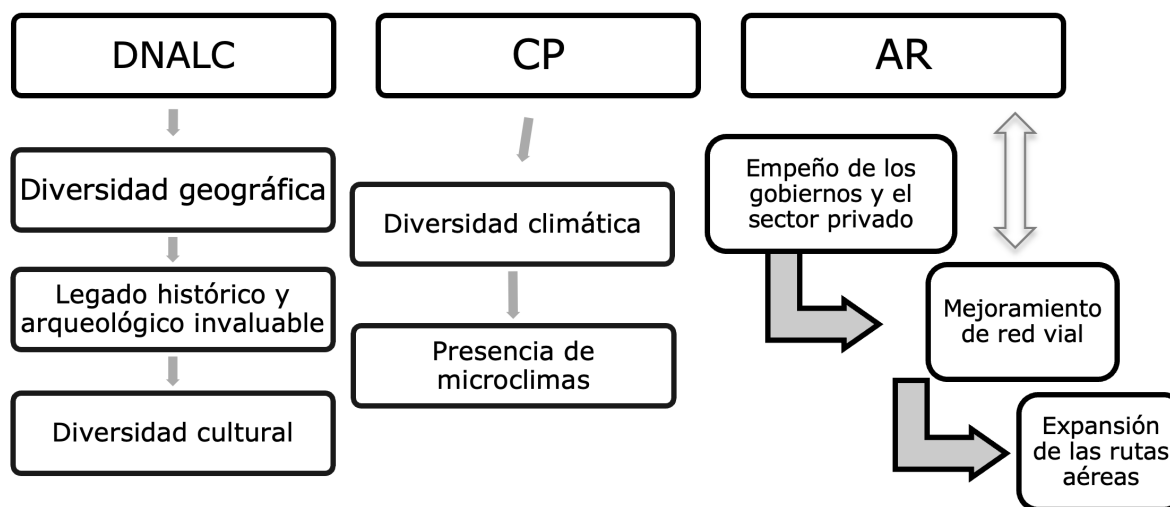 DNALC
Diversidad geográfica
Legado histórico y
arqueológico invaluable
Diversidad cultural
CP
Diversidad climática
Presencia de
microclimas
AR
Empeño de los
gobiernos y el
sector privado
Mejoramiento
de red vial
Expansión
de las rutas
aéreas